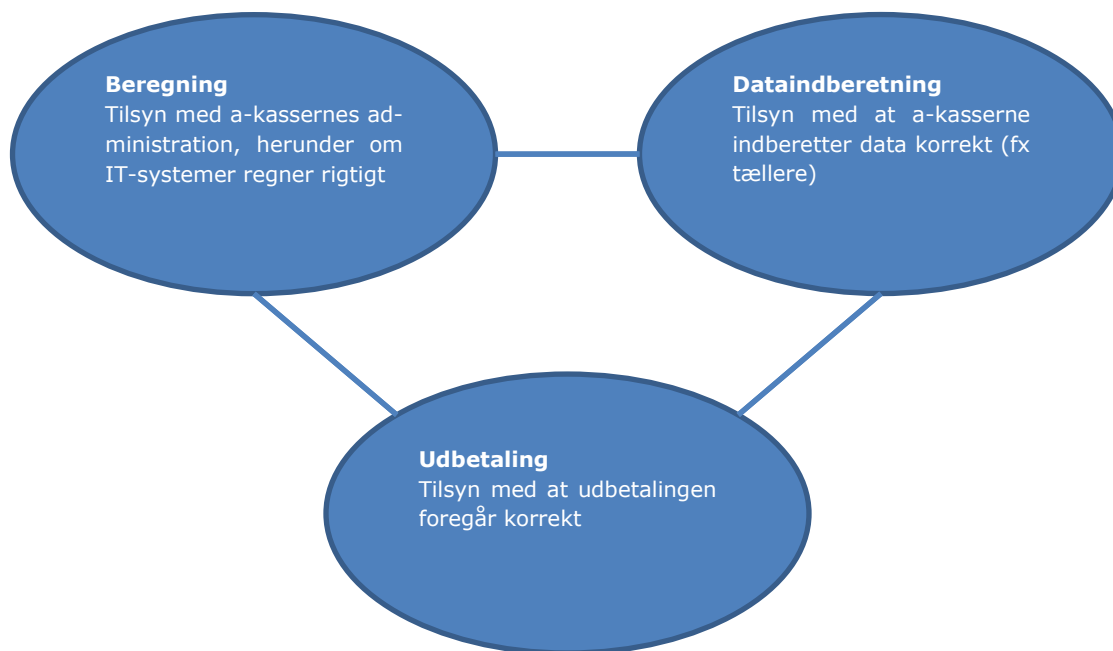 Beregning
Tilsyn med a-kassernes ad-
ministration, herunder om
IT-systemer regner rigtigt
Dataindberetning
Tilsyn med at a-kasserne
indberetter data korrekt (fx
tællere)
Udbetaling
Tilsyn med at udbetalingen
foregår korrekt